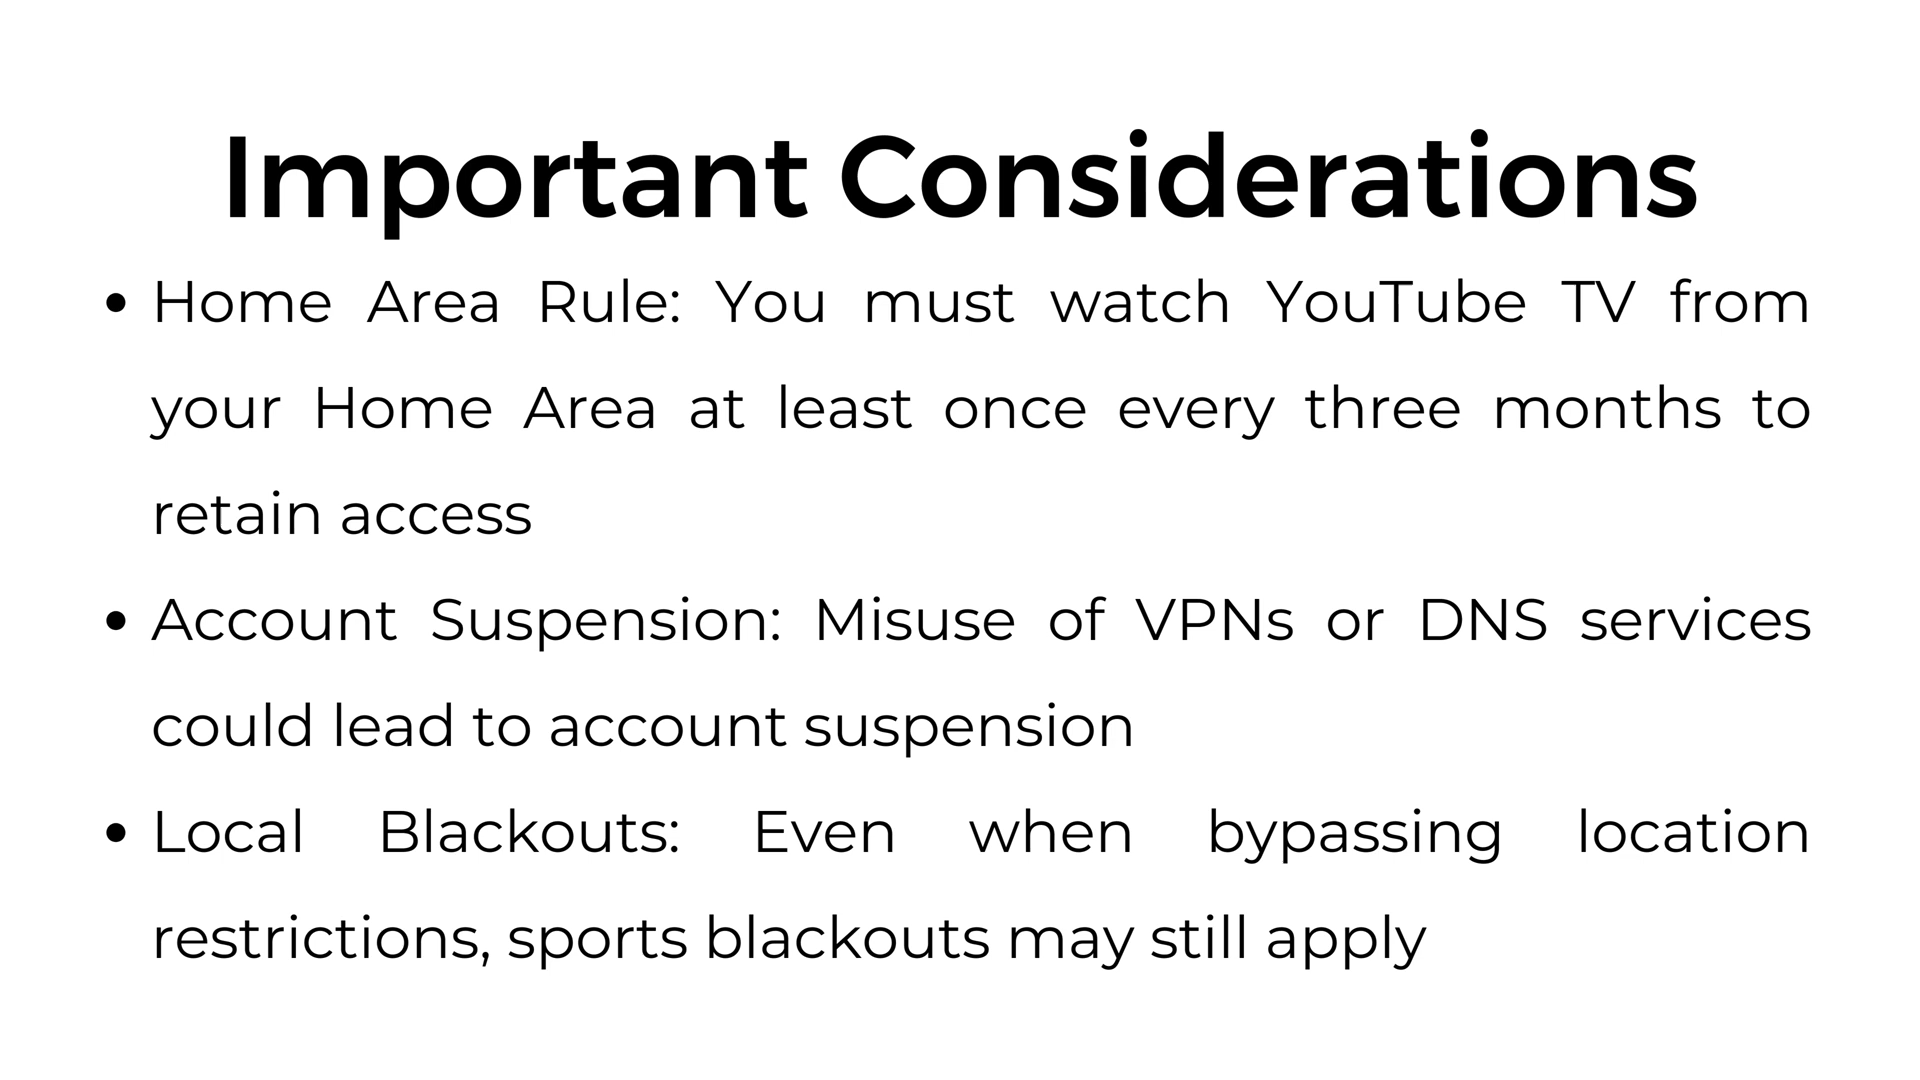 Important Considerations
• Home Area Rule: You must watch YouTube TV from
your Home Area at least once every three months to
retain access
• Account Suspension: Misuse of VPNs or DNS services
could lead to account suspension
• Local Blackouts: Even when bypassing location
restrictions, sports blackouts may still apply